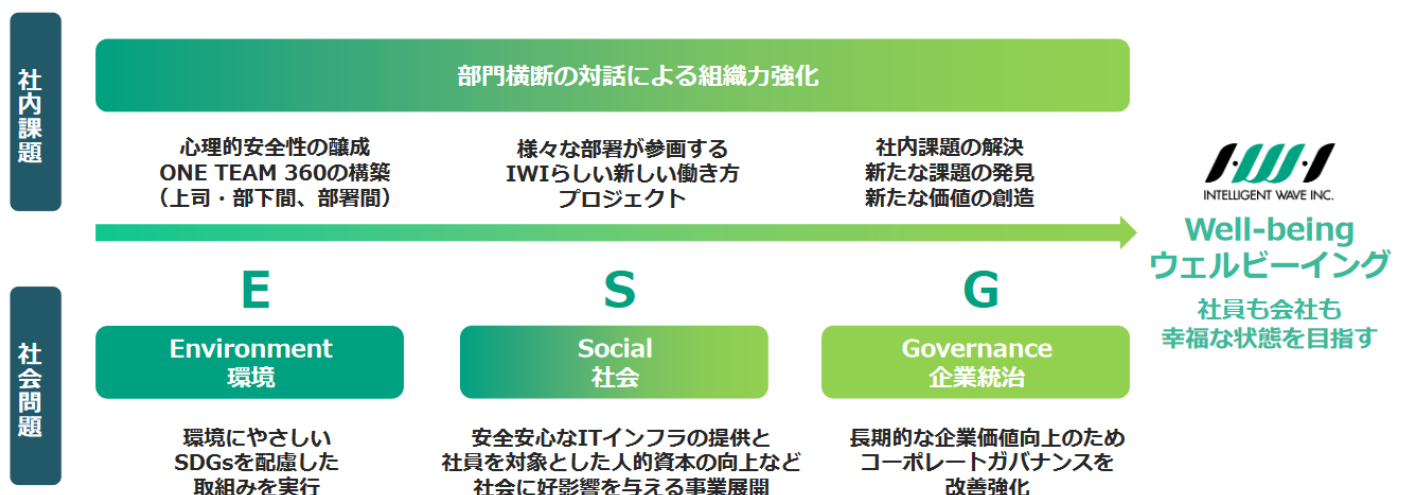 社内課題
部門横断の対話による組織力強化
心理的安全性の醸成
ONE TEAM 360の構築
（上司・部下間、部署間）
様々な部署が参画する
IWIらしい新しい働き方
プロジェクト
社内課題の解決
新たな課題の発見
新たな価値の創造
社会問題
E
Environment
環境
環境にやさしい
SDGsを配慮した
取組みを実行
S
Social
社会
安全安心なITインフラの提供と
社員を対象とした人的資本の向上など
社会に好影響を与える事業展開
G
Governance
企業統治
長期的な企業価値向上のため
コーポレートガバナンスを
改善強化
IWI
INTELLIGENT WAVE INC.
Well-being
ウェルビーイング
社員も会社も
幸福な状態を目指す